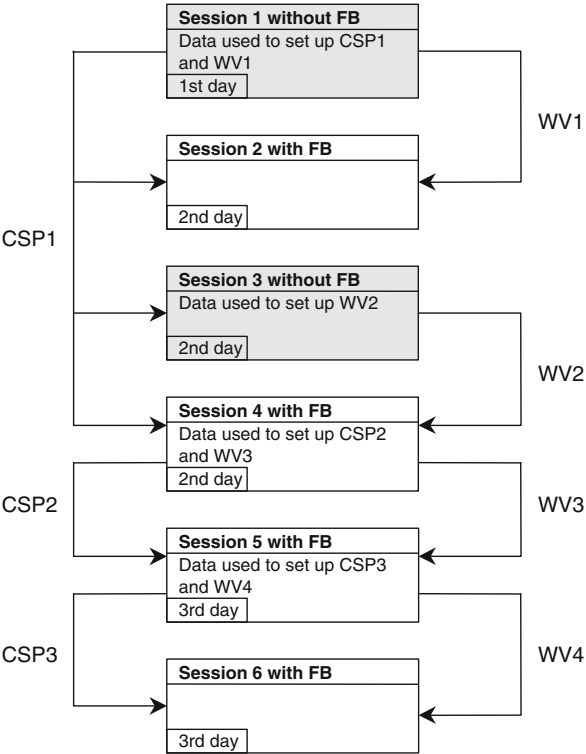 Session 1 without FB
Data used to set up CSP1
and WV1
1st day
WV1
Session 2 with FB
2nd day
CSP1
Session 3 without FB
Data used to set up WV2
2nd day
WV2
Session 4 with FB
Data used to set up CSP2
and WV3
2nd day
CSP2
WV3
Session 5 with FB
Data used to set up CSP3
and WV4
3rd day
CSP3
WV4
Session 6 with FB
3rd day